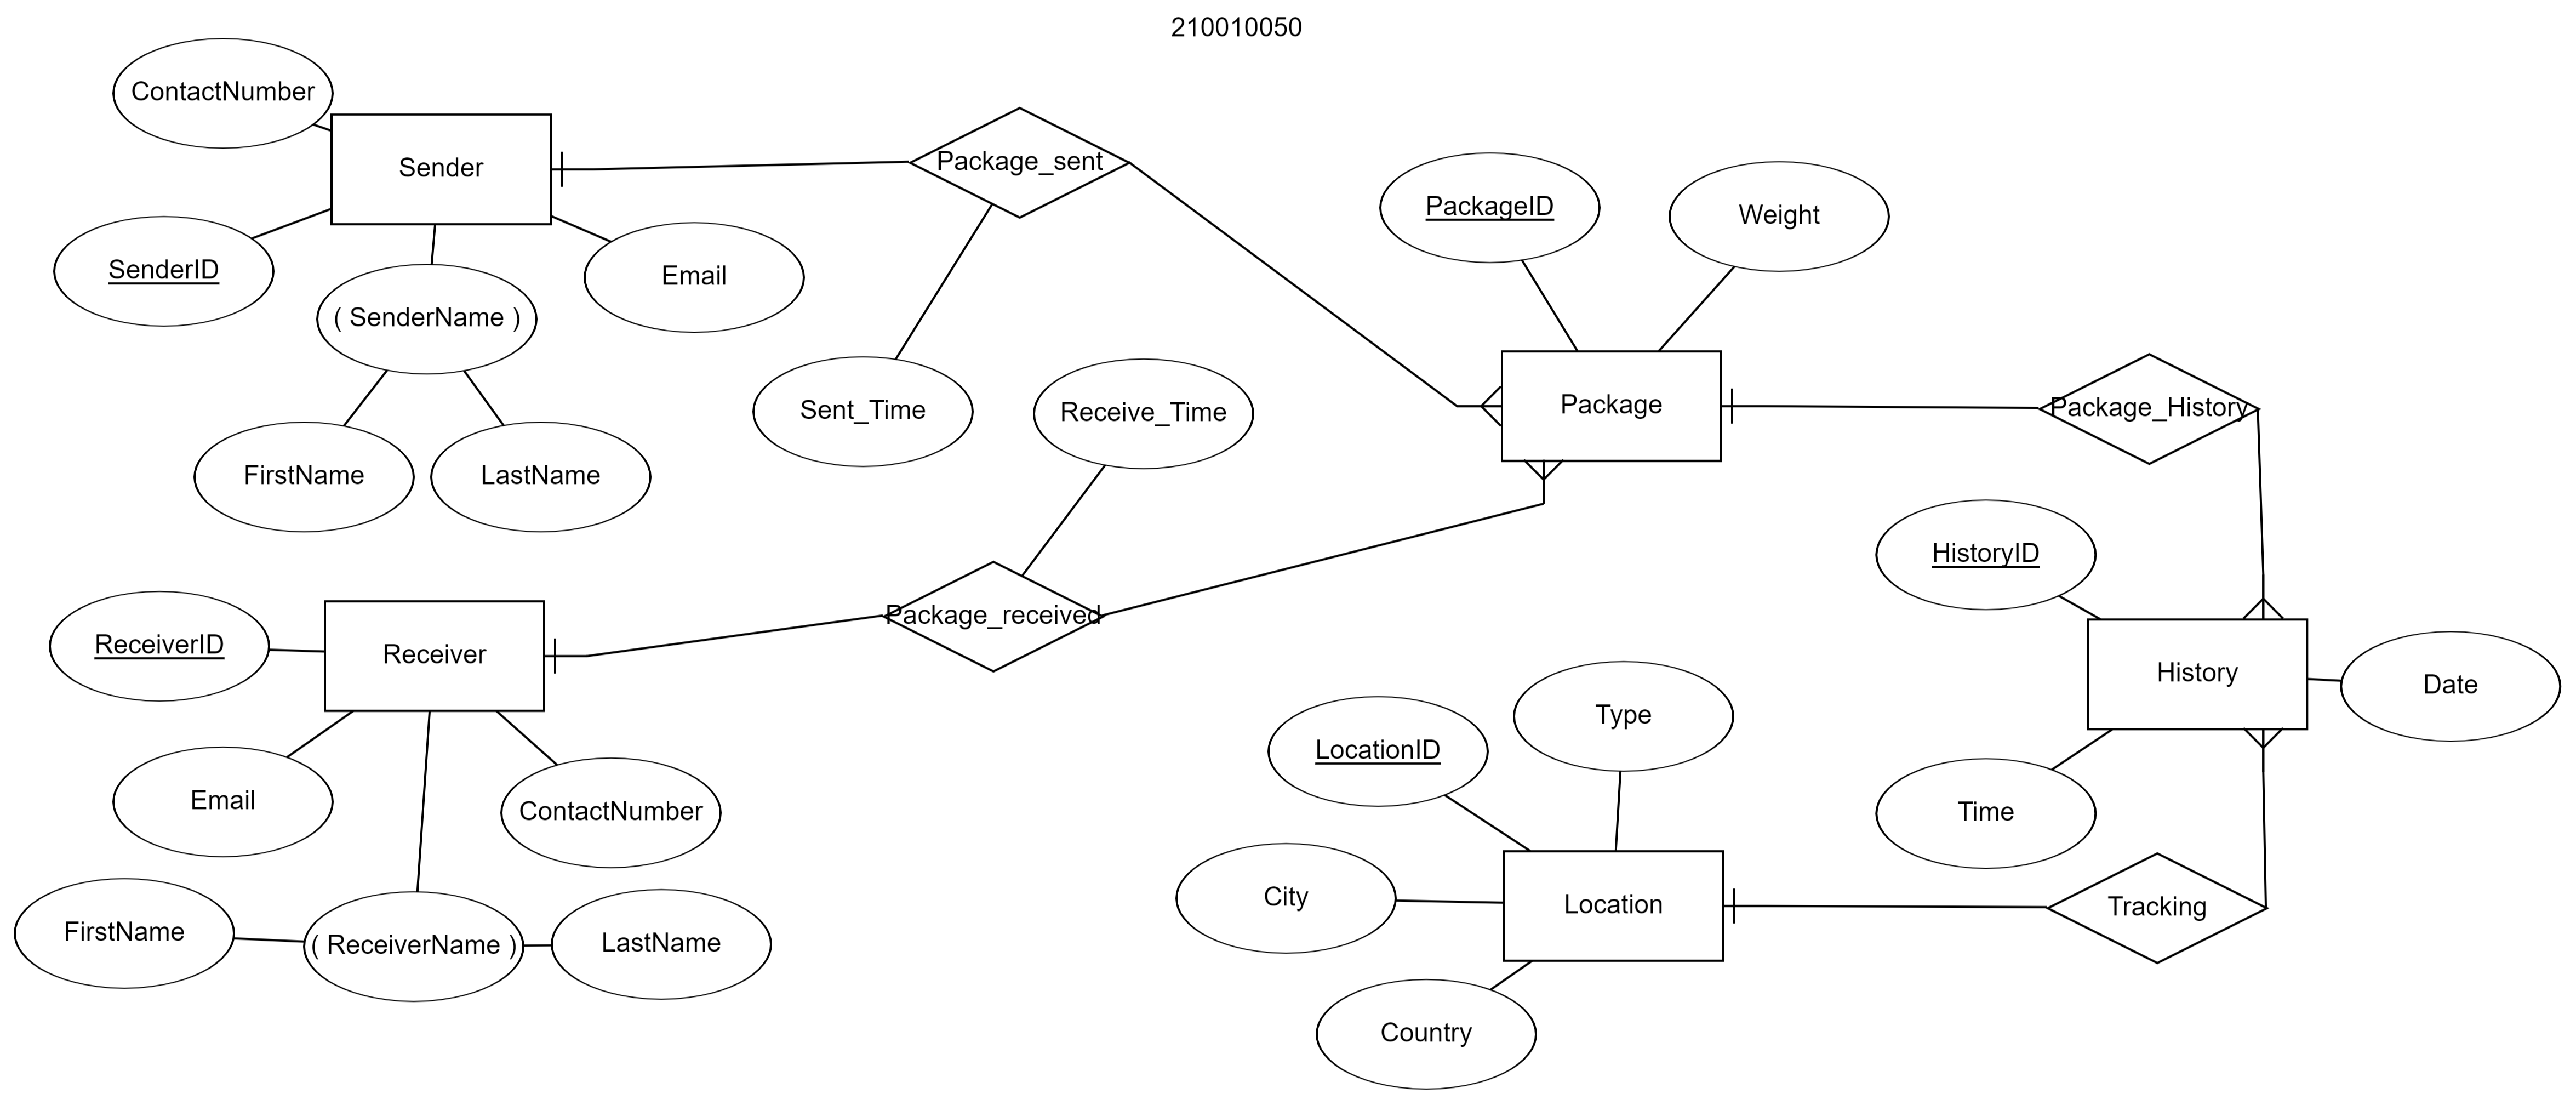 210010050
ContactNumber
Sender
Package_sent
SenderID
Email
( SenderName )
FirstName
LastName
Sent_Time
Receive_Time
PackageID
Weight
Package
Package_History
ReceiverID
Receiver
Package_received
Email
ContactNumber
FirstName
( ReceiverName )
LastName
HistoryID
History
Date
Time
LocationID
Type
City
Location
Tracking
Country